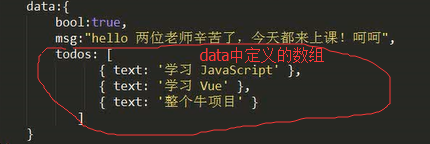 data:{
bool:true,
msg:"hello 两位老师辛苦了，今天都来上课！呵呵",
todos: [ data中定义的数组
{ text: '学习 JavaScript' },
{ text: '学习 Vue' },
{ text: '整个牛项目' }
]
}